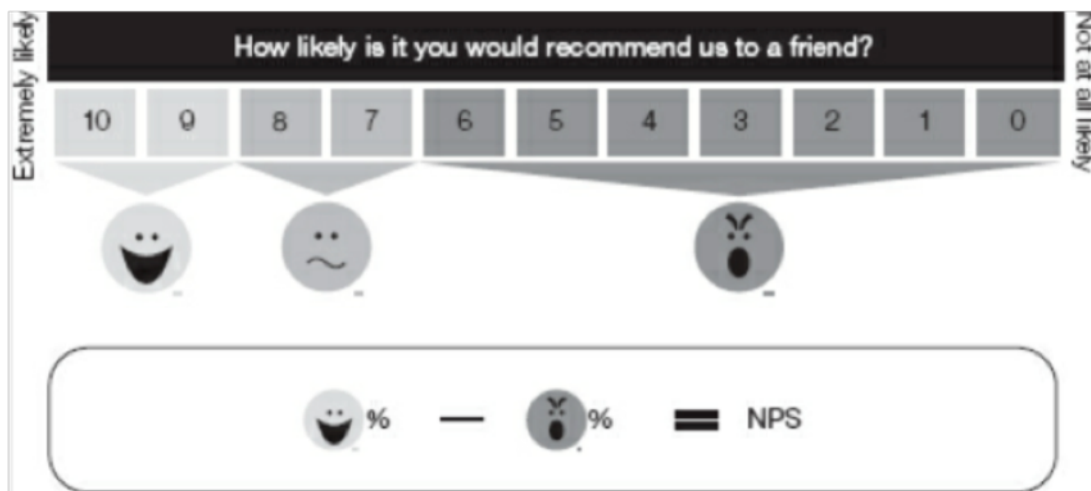 Extremely likely
How likely is it you would recommend us to a friend?
Not at all likely
10 9 8 7 6 5 4 3 2 1 0
% — % = NPS